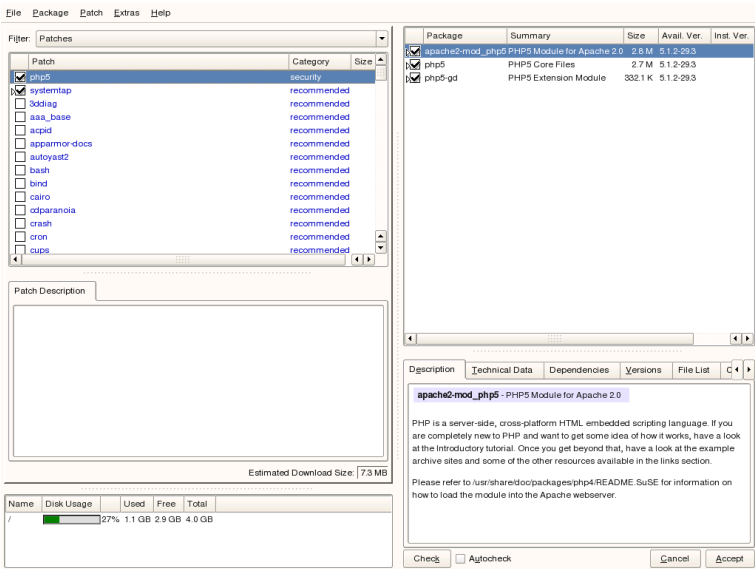 File Package Patch Extras Help
Filter: Patches
Patch Category Size
php5 security
systemtap recommended
3ddiag recommended
aaa_base recommended
acpid recommended
apparmor-docs recommended
autoyast2 recommended
bash recommended
bind recommended
cairo recommended
cdparanoia recommended
crash recommended
cron recommended
cups recommended
Patch Description
Estimated Download Size: 7.3 MB
Name Disk Usage Used Free Total
/ 27% 1.1 GB 2.9 GB 4.0 GB
Package Summary Size Avail. Ver. Inst. Ver.
apache2-mod_php5 PHP5 Module for Apache 2.0 2.8 M 5.1.2-29.3
php5 PHP5 Core Files 2.7 M 5.1.2-29.3
php5-gd PHP5 Extension Module 332.1 K 5.1.2-29.3
Description Technical Data Dependencies Versions File List
apache2-mod_php5 - PHP5 Module for Apache 2.0
PHP is a server-side, cross-platform HTML embedded scripting language. If you
are completely new to PHP and want to get some idea of how it works, have a look
at the Introductory tutorial. Once you get beyond that, have a look at the example
archive sites and some of the other resources available in the links section.
Please refer to /usr/share/doc/packages/php4/README.SuSE for information on
how to load the module into the Apache webserver.
Check Autocheck Cancel Accept